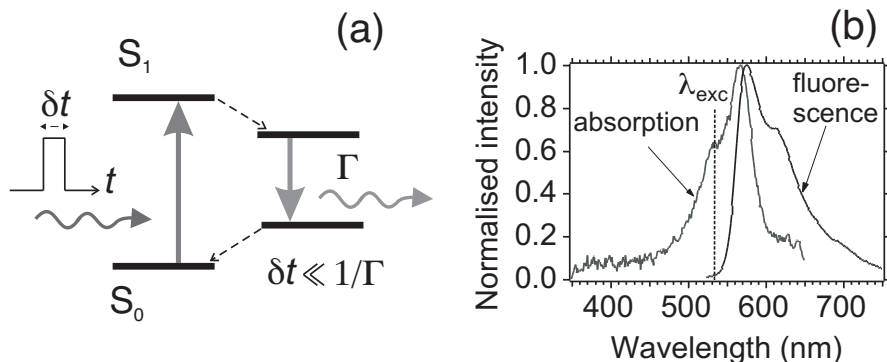 (a)
S₁
δt
t
Γ
δt ≪ 1/Γ
S₀
(b)
Normalised intensity
1.0
0.8
0.6
0.4
0.2
0.0
λexc
absorption
fluore-
scence
400 500 600 700
Wavelength (nm)